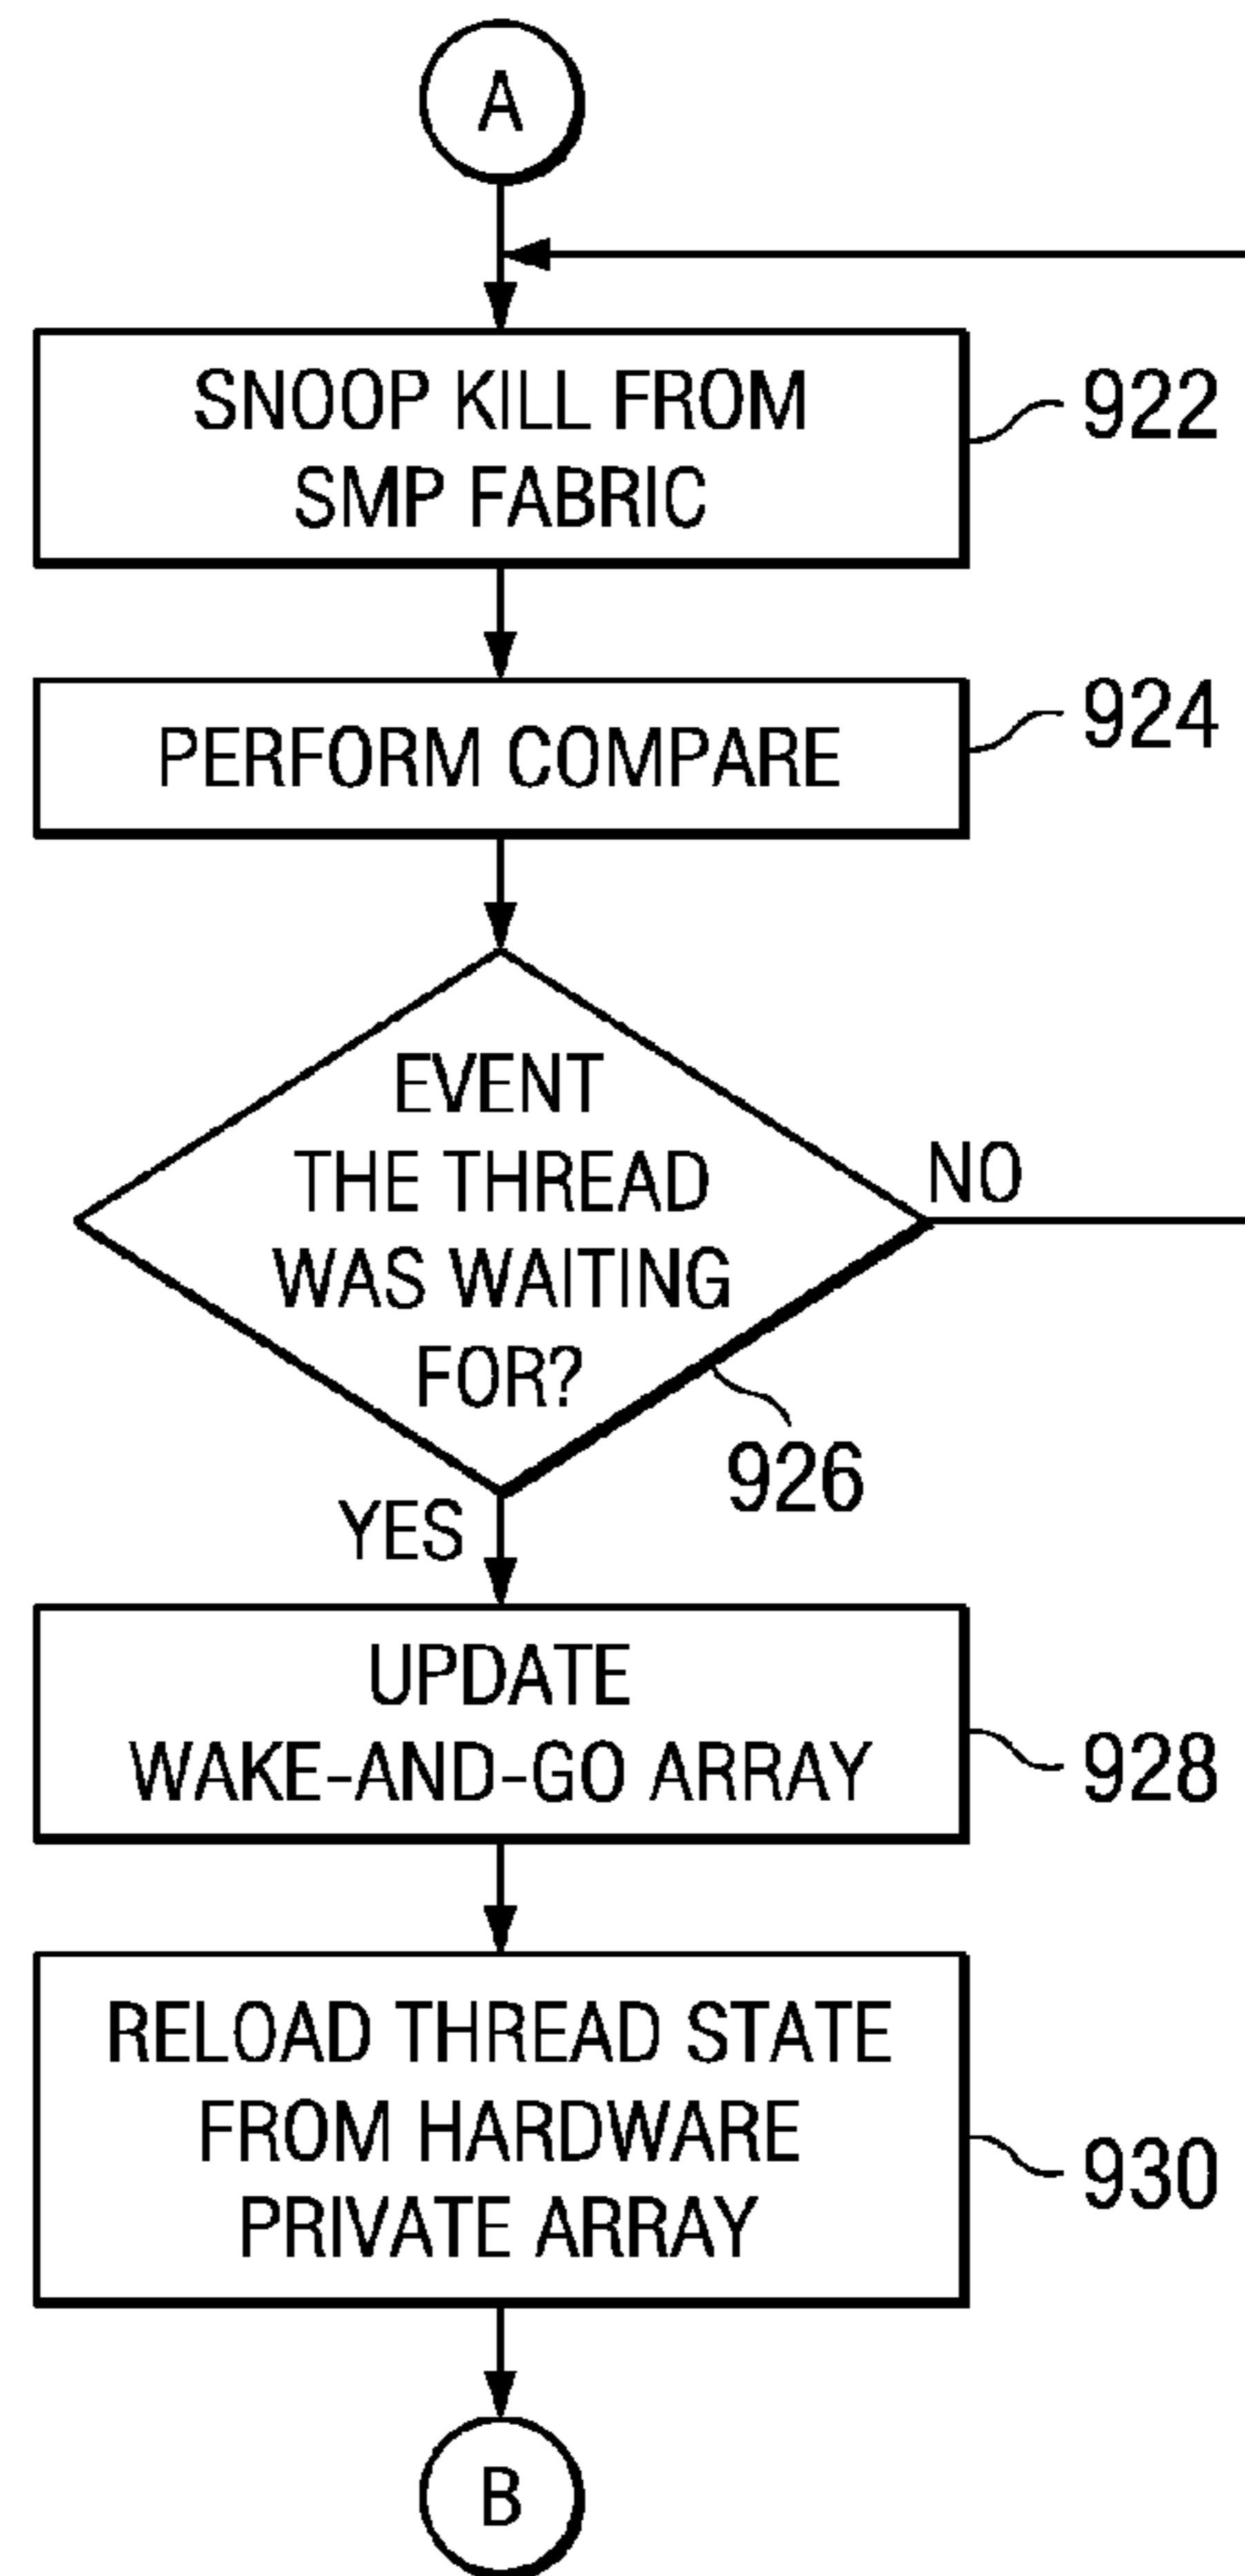 A
SNOOP KILL FROM
SMP FABRIC
922
PERFORM COMPARE
924
EVENT
THE THREAD
WAS WAITING
FOR?
NO
926
YES
UPDATE
WAKE-AND-GO ARRAY
928
RELOAD THREAD STATE
FROM HARDWARE
PRIVATE ARRAY
930
B